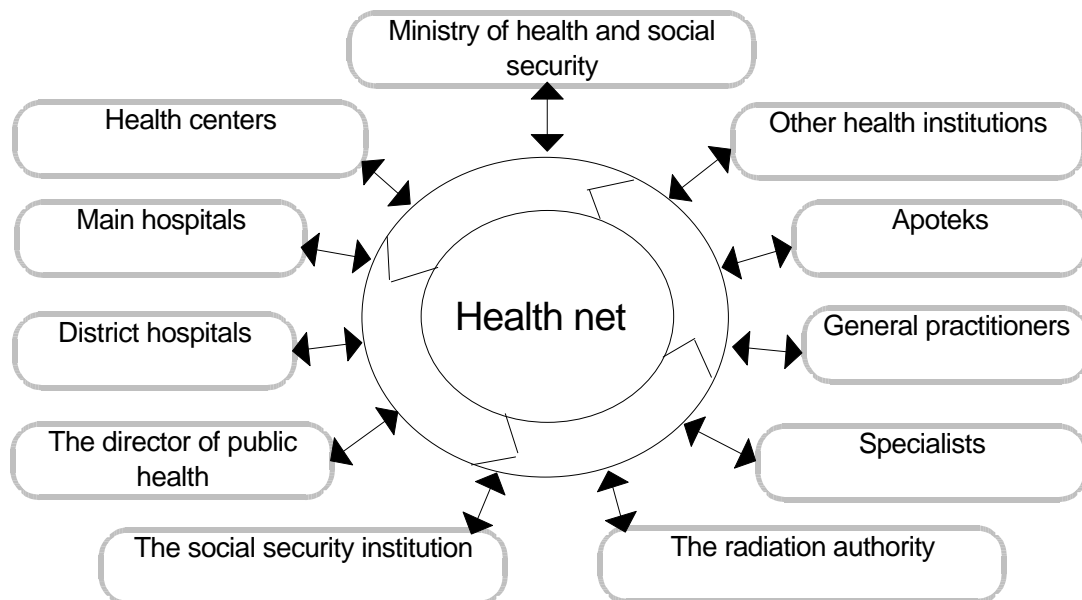 Ministry of health and social
security
Health centers
Other health institutions
Main hospitals
Apoteks
Health net
District hospitals
General practitioners
The director of public
health
Specialists
The social security institution
The radiation authority